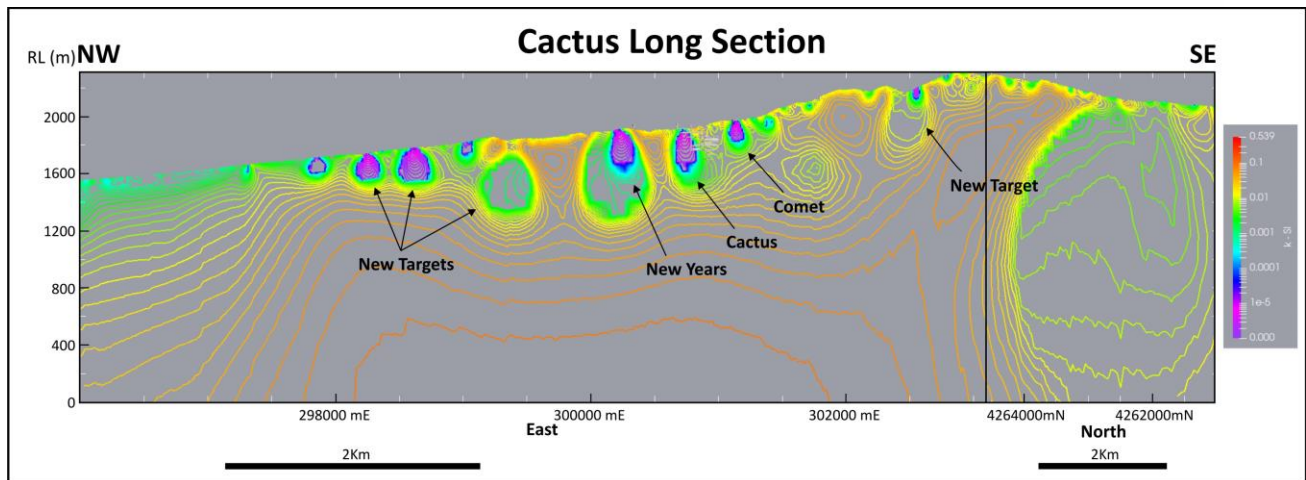 Cactus Long Section
RL (m) NW
SE
2000
1600
1200
800
400
0
New Targets
New Years
Cactus
Comet
New Target
0.539
0.1
0.01
0.001
0.0001
1e-5
0.000
k - SI
298000 mE
300000 mE
302000 mE
4264000mN
4262000mN
East
North
2Km
2Km